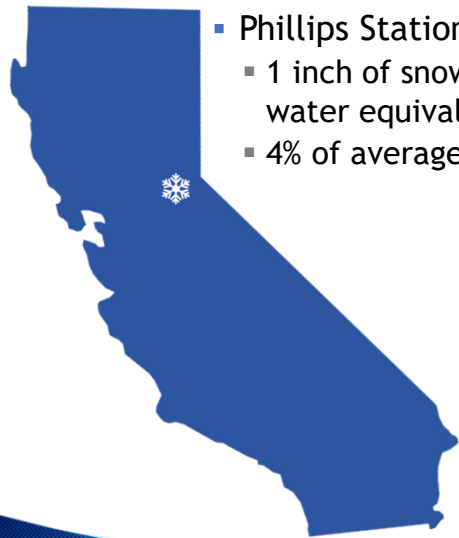 Phillips Station
1 inch of snow
water equival
4% of average